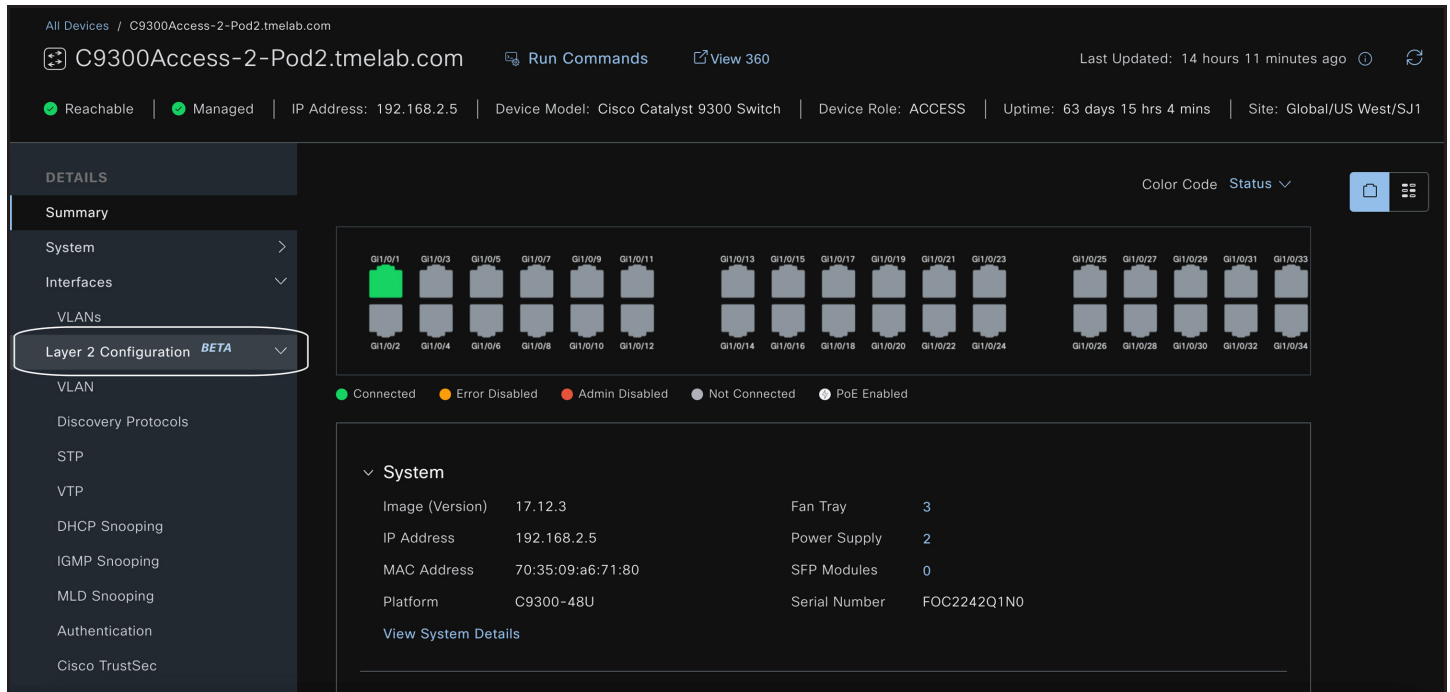 All Devices / C9300Access-2-Pod2.tmelab.com
C9300Access-2-Pod2.tmelab.com Run Commands View 360 Last Updated: 14 hours 11 minutes ago
Reachable Managed IP Address: 192.168.2.5 Device Model: Cisco Catalyst 9300 Switch Device Role: ACCESS Uptime: 63 days 15 hrs 4 mins Site: Global/US West/SJ1
DETAILS
Summary
System
Interfaces
VLANs
Layer 2 Configuration BETA
VLAN
Discovery Protocols
STP
VTP
DHCP Snooping
IGMP Snooping
MLD Snooping
Authentication
Cisco TrustSec
Color Code Status
Gi1/0/1 Gi1/0/3 Gi1/0/5 Gi1/0/7 Gi1/0/9 Gi1/0/11 Gi1/0/13 Gi1/0/15 Gi1/0/17 Gi1/0/19 Gi1/0/21 Gi1/0/23 Gi1/0/25 Gi1/0/27 Gi1/0/29 Gi1/0/31 Gi1/0/33
Gi1/0/2 Gi1/0/4 Gi1/0/6 Gi1/0/8 Gi1/0/10 Gi1/0/12 Gi1/0/14 Gi1/0/16 Gi1/0/18 Gi1/0/20 Gi1/0/22 Gi1/0/24 Gi1/0/26 Gi1/0/28 Gi1/0/30 Gi1/0/32 Gi1/0/34
Connected Error Disabled Admin Disabled Not Connected PoE Enabled
System
Image (Version) 17.12.3 Fan Tray 3
IP Address 192.168.2.5 Power Supply 2
MAC Address 70:35:09:a6:71:80 SFP Modules 0
Platform C9300-48U Serial Number FOC2242Q1N0
View System Details